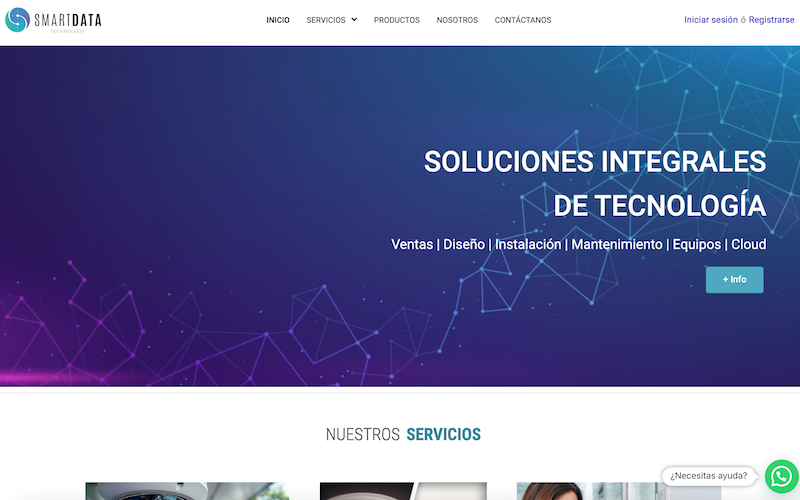 SMARTDATA
TECHNOLOGY
INICIO SERVICIOS PRODUCTOS NOSOTROS CONTÁCTANOS
Iniciar sesión ó Registrarse
SOLUCIONES INTEGRALES
DE TECNOLOGÍA
Ventas | Diseño | Instalación | Mantenimiento | Equipos | Cloud
+ Info
NUESTROS SERVICIOS
¿Necesitas ayuda?